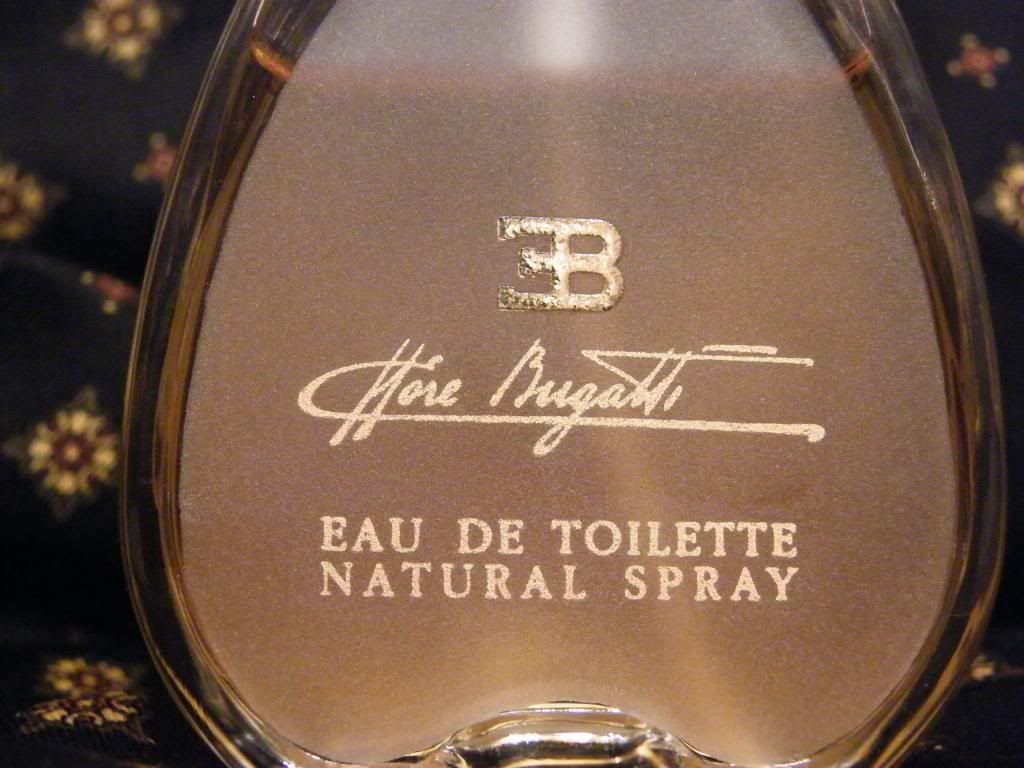 EB
Ettore Bugatti
EAU DE TOILETTE
NATURAL SPRAY